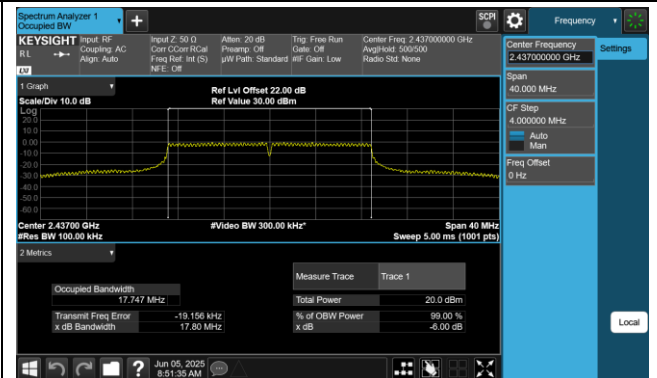 Spectrum Analyzer 1
Occupied BW
SCPI
Frequency
KEYSIGHT
Input: RF
Coupling: AC
Align: Auto
Input Z: 50 Ω
Corr CCorr RCal
Freq Ref: Int (S)
NFE: Off
Atten: 20 dB
Preamp: Off
µW Path: Standard
Trig: Free Run
Gate: Off
#IF Gain: Low
Center Freq: 2.437000000 GHz
Avg|Hold: 500/500
Radio Std: None
RL
LXI
Center Frequency
2.437000000 GHz
Settings
Span
40.000 MHz
CF Step
4.000000 MHz
Auto
Man
Freq Offset
0 Hz
Local
1 Graph
Scale/Div 10.0 dB
Ref Lvl Offset 22.00 dB
Ref Value 30.00 dBm
Log
20.0
10.0
0.00
-10.0
-20.0
-30.0
-40.0
-50.0
-60.0
Center 2.43700 GHz
#Res BW 100.00 kHz
#Video BW 300.00 kHz*
Span 40 MHz
Sweep 5.00 ms (1001 pts)
2 Metrics
Measure Trace Trace 1
Occupied Bandwidth
17.747 MHz
Total Power 20.0 dBm
Transmit Freq Error -19.156 kHz
% of OBW Power 99.00 %
x dB Bandwidth 17.80 MHz
x dB -6.00 dB
Jun 05, 2025
8:51:35 AM